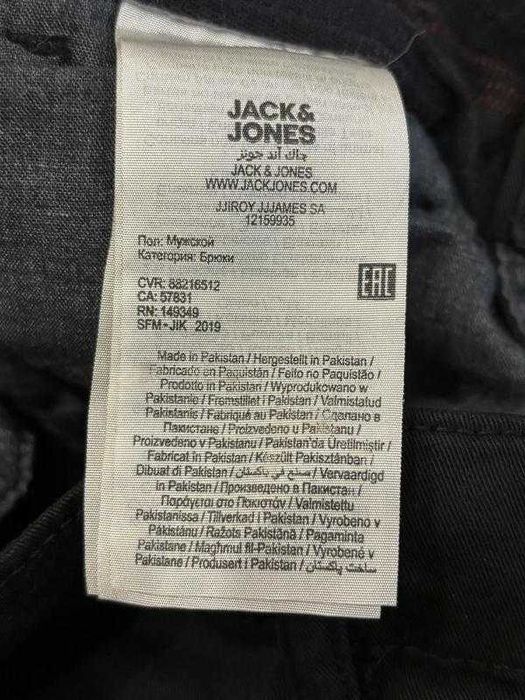 JACK&
JONES
چاك أند جونز
JACK & JONES
WWW.JACKJONES.COM
JJIROY JJJAMES SA
12159935
Пол: Мужской
Категория: Брюки
EAC
CVR: 88216512
CA: 57831
RN: 149349
SFM-JIK 2019
Made in Pakistan / Hergestellt in Pakistan /
Fabricado en Paquistán / Feito no Paquistão /
Prodotto in Pakistan / Wyprodukowano w
Pakistanie / Fremstillet i Pakistan / Valmistatud
Pakistanis / Fabriqué au Pakistan / Сделано в
Пакистане / Proizvedeno u Pakistanu /
Proizvedeno v Pakistanu / Pakistan'da Üretilmiştir /
Fabricat în Pakistan / Készült Pakisztánban /
Dibuat di Pakistan / صنع في باكستان / Vervaardigd
in Pakistan / Произведено в Пакистан /
Παράγεται στο Πακιστάν / Valmistettu
Pakistanissa / Tillverkad i Pakistan / Vyrobeno v
Pákistánu / Ražots Pakistānā / Pagaminta
Pakistane / Magħmul fil-Pakistan / Vyrobené v
Pakistane / Produsert i Pakistan / ساخت پاکستان /